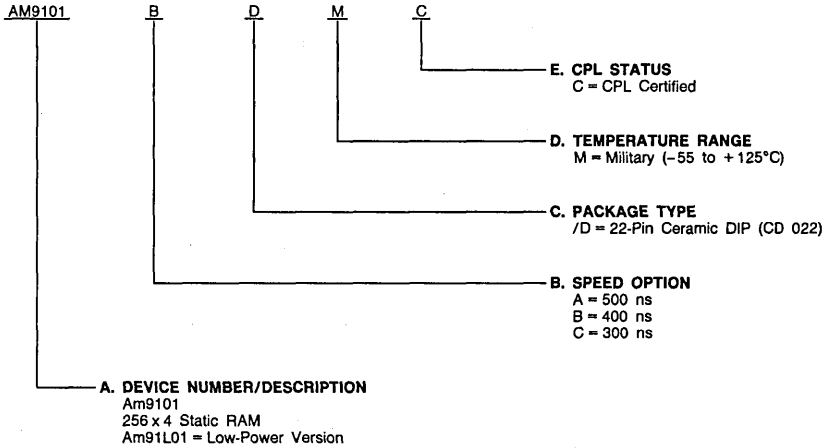 AM9101 B D M C
E. CPL STATUS
C = CPL Certified
D. TEMPERATURE RANGE
M = Military (−55 to +125°C)
C. PACKAGE TYPE
/D = 22-Pin Ceramic DIP (CD 022)
B. SPEED OPTION
A = 500 ns
B = 400 ns
C = 300 ns
A. DEVICE NUMBER/DESCRIPTION
Am9101
256 x 4 Static RAM
Am91L01 = Low-Power Version